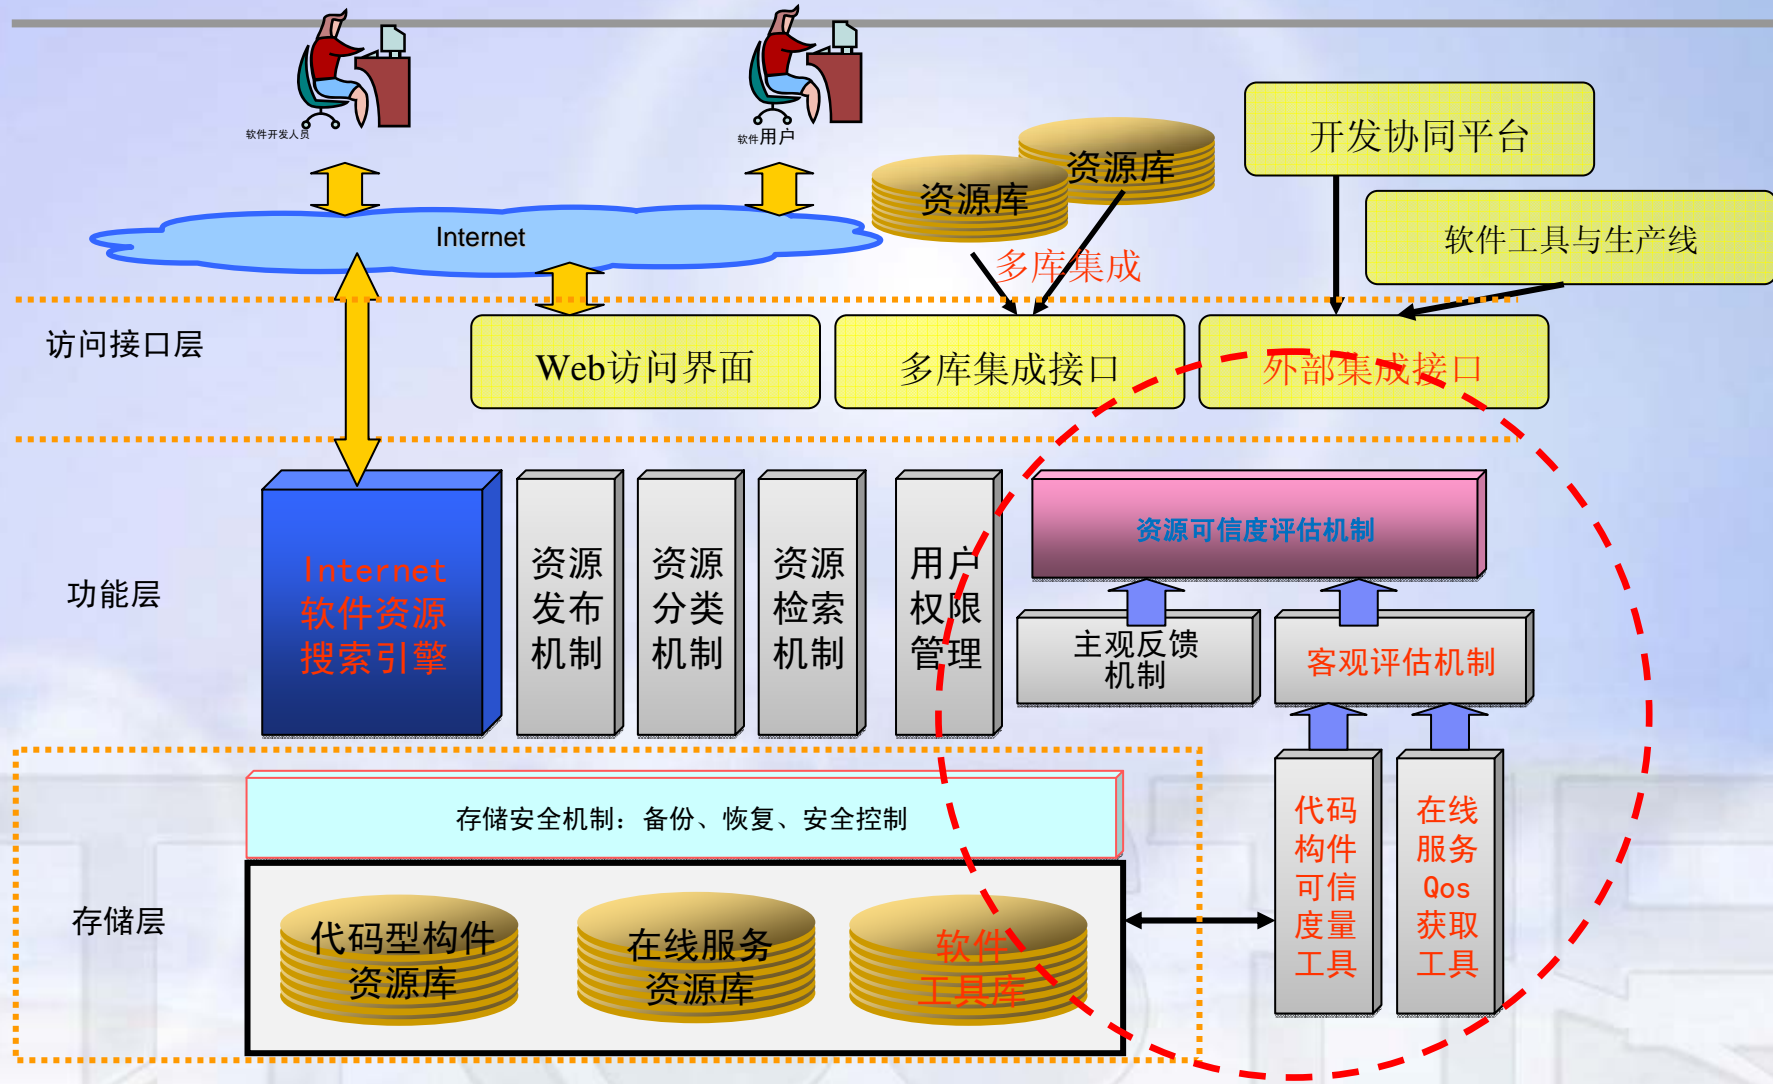 软件开发人员
软件用户
资源库
资源库
开发协同平台
Internet
软件工具与生产线
多库集成
访问接口层
Web访问界面
多库集成接口
外部集成接口
功能层
Internet
软件资源
搜索引擎
资源
发布
机制
资源
分类
机制
资源
检索
机制
用户
权限
管理
资源可信度评估机制
主观反馈
机制
客观评估机制
存储安全机制：备份、恢复、安全控制
代码
构件
可信
度量
工具
在线
服务
Qos
获取
工具
存储层
代码型构件
资源库
在线服务
资源库
软件
工具库